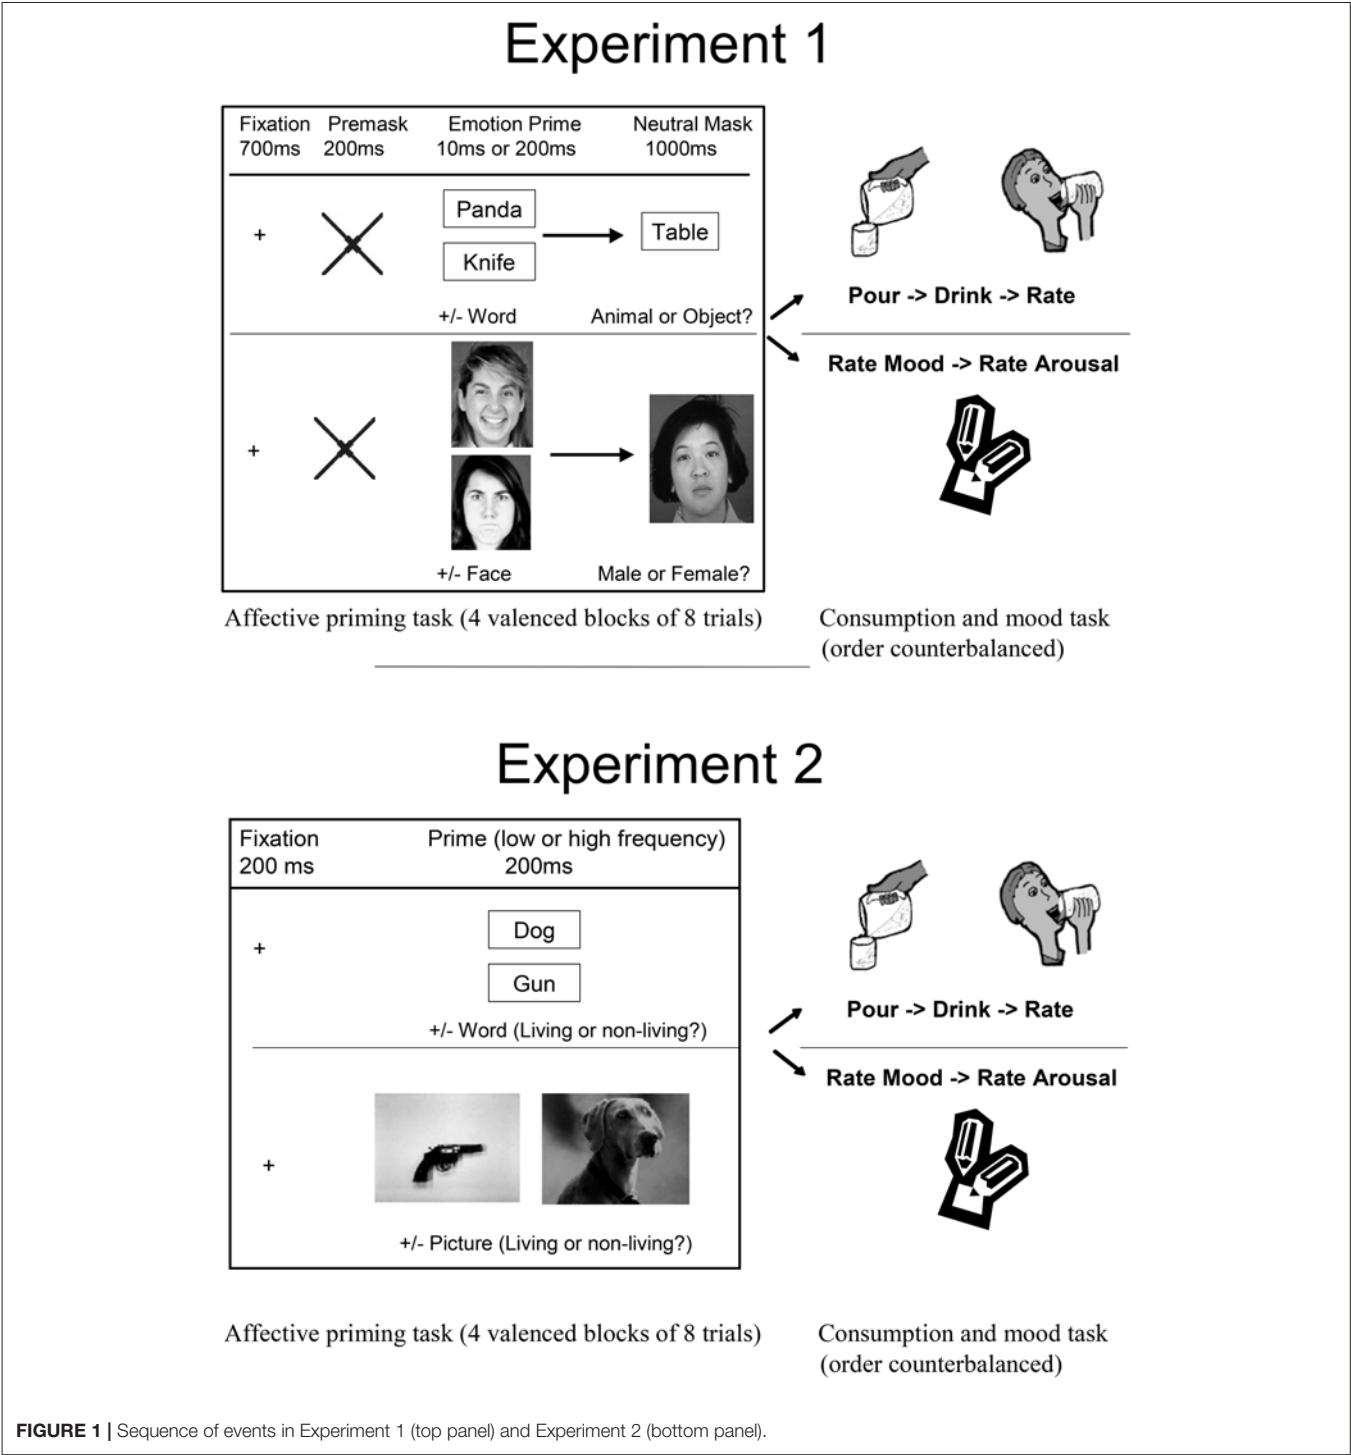 Experiment 1
Fixation Premask Emotion Prime Neutral Mask
700ms 200ms 10ms or 200ms 1000ms
Panda
+ Table
Knife
+/- Word Animal or Object?
Pour -> Drink -> Rate
Rate Mood -> Rate Arousal
+
+/- Face Male or Female?
Affective priming task (4 valenced blocks of 8 trials)
Consumption and mood task
(order counterbalanced)
Experiment 2
Fixation Prime (low or high frequency)
200 ms 200ms
Dog
+
Gun
+/- Word (Living or non-living?)
Pour -> Drink -> Rate
Rate Mood -> Rate Arousal
+
+/- Picture (Living or non-living?)
Affective priming task (4 valenced blocks of 8 trials)
Consumption and mood task
(order counterbalanced)
FIGURE 1 | Sequence of events in Experiment 1 (top panel) and Experiment 2 (bottom panel).